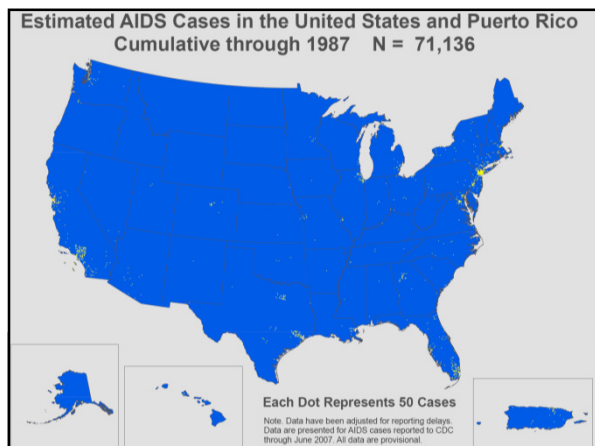 Estimated AIDS Cases in the United States and Puerto Rico
Cumulative through 1987 N = 71,136
Each Dot Represents 50 Cases
Note. Data have been adjusted for reporting delays.
Data are presented for AIDS cases reported to CDC
through June 2007. All data are provisional.